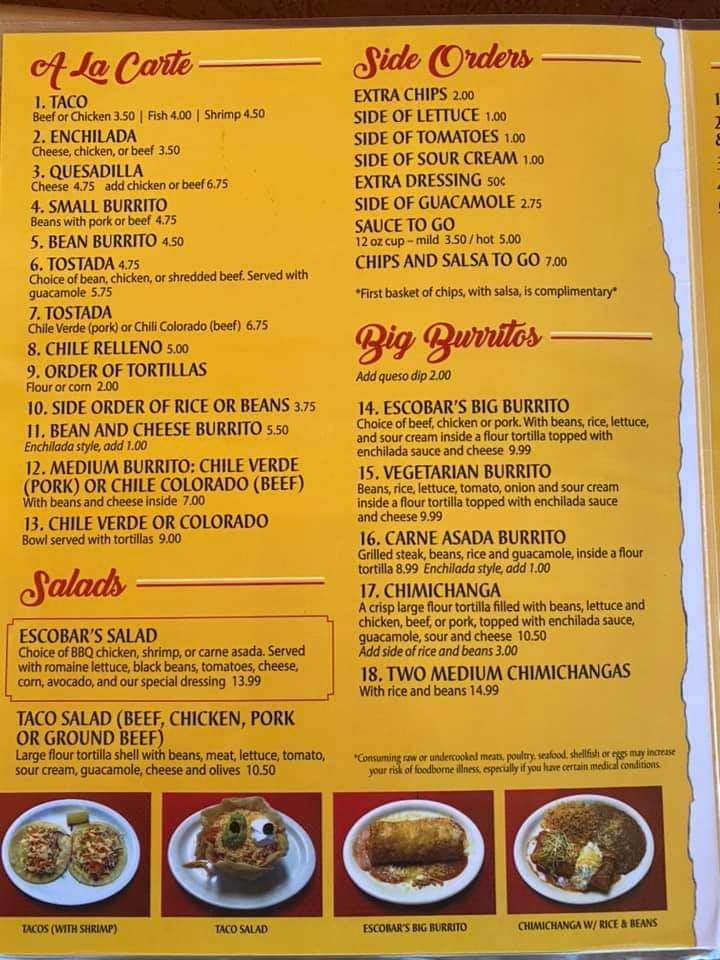 A La Carte
1. TACO
Beef or Chicken 3.50 | Fish 4.00 | Shrimp 4.50
2. ENCHILADA
Cheese, chicken, or beef 3.50
3. QUESADILLA
Cheese 4.75 add chicken or beef 6.75
4. SMALL BURRITO
Beans with pork or beef 4.75
5. BEAN BURRITO 4.50
6. TOSTADA 4.75
Choice of bean, chicken, or shredded beef. Served with
guacamole 5.75
7. TOSTADA
Chile Verde (pork) or Chili Colorado (beef) 6.75
8. CHILE RELLENO 5.00
9. ORDER OF TORTILLAS
Flour or corn 2.00
10. SIDE ORDER OF RICE OR BEANS 3.75
11. BEAN AND CHEESE BURRITO 5.50
Enchilada style, add 1.00
12. MEDIUM BURRITO: CHILE VERDE
(PORK) OR CHILE COLORADO (BEEF)
With beans and cheese inside 7.00
13. CHILE VERDE OR COLORADO
Bowl served with tortillas 9.00
Salads
ESCOBAR'S SALAD
Choice of BBQ chicken, shrimp, or carne asada. Served
with romaine lettuce, black beans, tomatoes, cheese,
corn, avocado, and our special dressing 13.99
TACO SALAD (BEEF, CHICKEN, PORK
OR GROUND BEEF)
Large flour tortilla shell with beans, meat, lettuce, tomato,
sour cream, guacamole, cheese and olives 10.50
Side Orders
EXTRA CHIPS 2.00
SIDE OF LETTUCE 1.00
SIDE OF TOMATOES 1.00
SIDE OF SOUR CREAM 1.00
EXTRA DRESSING 50¢
SIDE OF GUACAMOLE 2.75
SAUCE TO GO
12 oz cup – mild 3.50 / hot 5.00
CHIPS AND SALSA TO GO 7.00
*First basket of chips, with salsa, is complimentary*
Big Burritos
Add queso dip 2.00
14. ESCOBAR'S BIG BURRITO
Choice of beef, chicken or pork. With beans, rice, lettuce,
and sour cream inside a flour tortilla topped with
enchilada sauce and cheese 9.99
15. VEGETARIAN BURRITO
Beans, rice, lettuce, tomato, onion and sour cream
inside a flour tortilla topped with enchilada sauce
and cheese 9.99
16. CARNE ASADA BURRITO
Grilled steak, beans, rice and guacamole, inside a flour
tortilla 8.99 Enchilada style, add 1.00
17. CHIMICHANGA
A crisp large flour tortilla filled with beans, lettuce and
chicken, beef, or pork, topped with enchilada sauce,
guacamole, sour and cheese 10.50
Add side of rice and beans 3.00
18. TWO MEDIUM CHIMICHANGAS
With rice and beans 14.99
*Consuming raw or undercooked meats, poultry, seafood, shellfish or eggs may increase
your risk of foodborne illness, especially if you have certain medical conditions.
TACOS (WITH SHRIMP)
TACO SALAD
ESCOBAR'S BIG BURRITO
CHIMICHANGA W/ RICE & BEANS